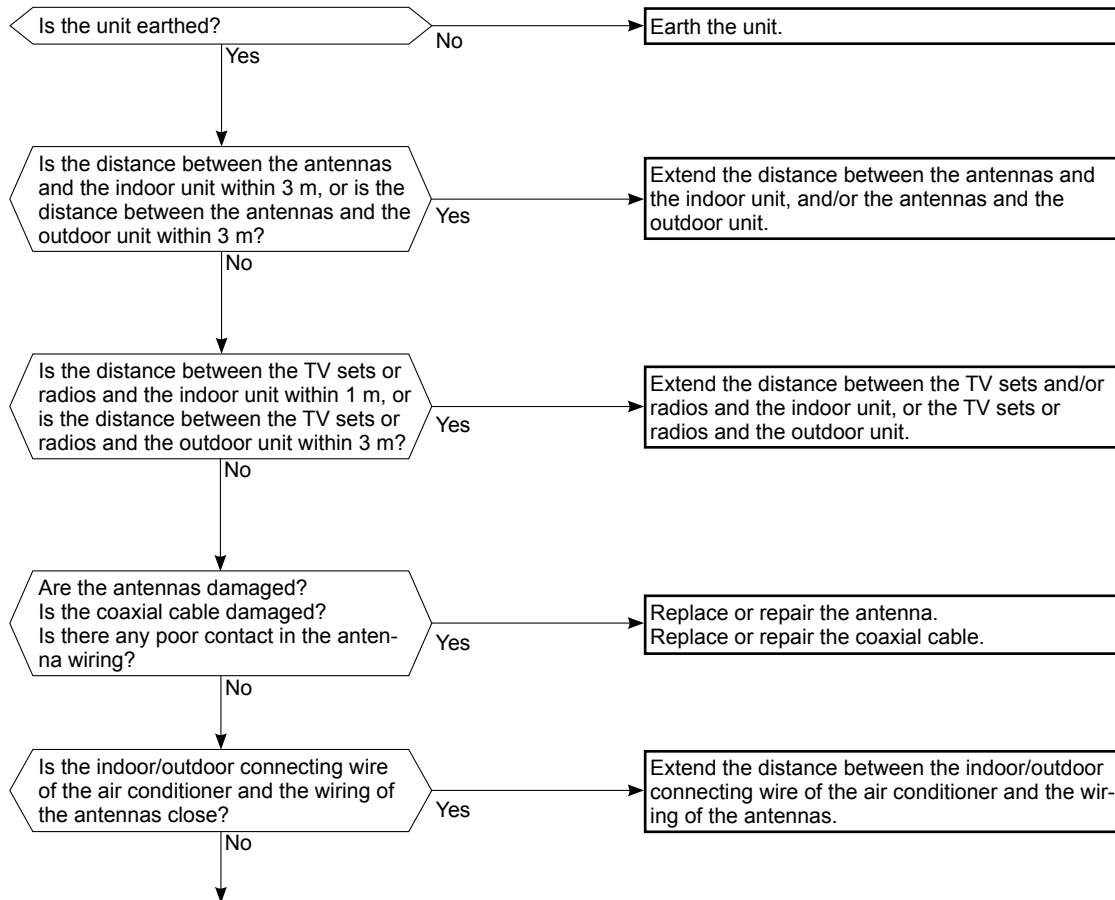 Is the unit earthed?
No
Earth the unit.
Yes
Is the distance between the antennas
and the indoor unit within 3 m, or is the
distance between the antennas and the
outdoor unit within 3 m?
Yes
Extend the distance between the antennas and
the indoor unit, and/or the antennas and the
outdoor unit.
No
Is the distance between the TV sets or
radios and the indoor unit within 1 m, or
is the distance between the TV sets or
radios and the outdoor unit within 3 m?
Yes
Extend the distance between the TV sets and/or
radios and the indoor unit, or the TV sets or
radios and the outdoor unit.
No
Are the antennas damaged?
Is the coaxial cable damaged?
Is there any poor contact in the anten-
na wiring?
Yes
Replace or repair the antenna.
Replace or repair the coaxial cable.
No
Is the indoor/outdoor connecting wire
of the air conditioner and the wiring of
the antennas close?
Yes
Extend the distance between the indoor/outdoor
connecting wire of the air conditioner and the wir-
ing of the antennas.
No